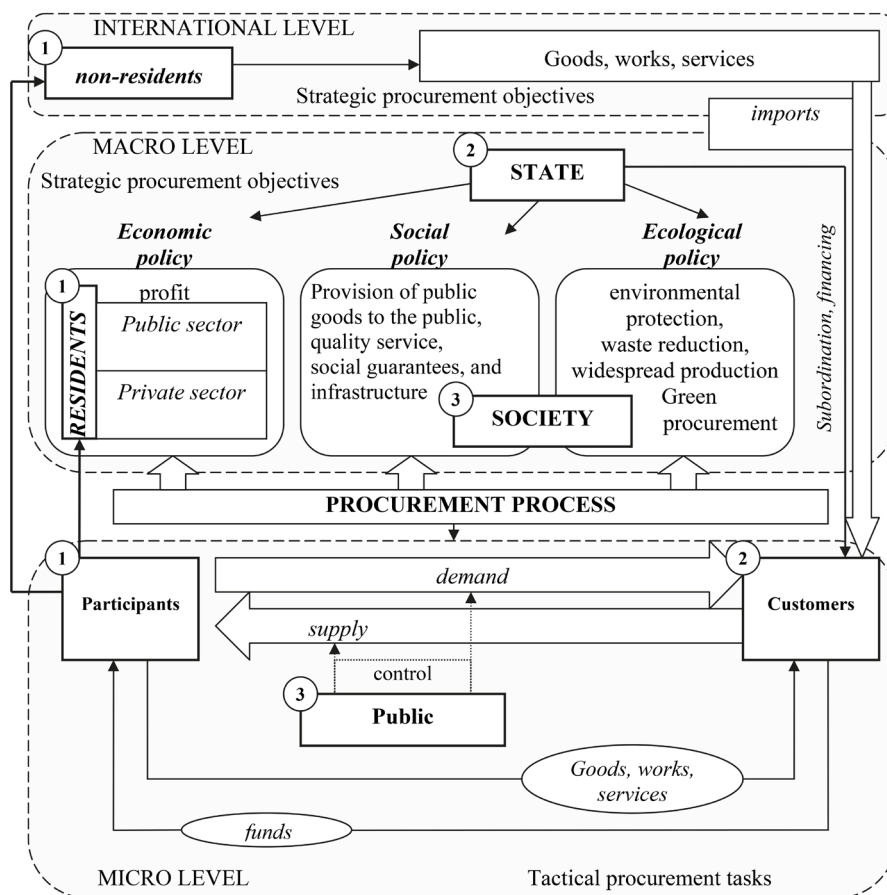 INTERNATIONAL LEVEL
1
non-residents
Goods, works, services
Strategic procurement objectives
imports
MACRO LEVEL
2
STATE
Strategic procurement objectives
Economic
policy
Social
policy
Ecological
policy
Subordination, financing
1
RESIDENTS
profit
Public sector
Private sector
Provision of public
goods to the public,
quality service,
social guarantees, and
infrastructure
environmental
protection,
waste reduction,
widespread production
Green
procurement
3
SOCIETY
PROCUREMENT PROCESS
1
Participants
demand
2
Customers
supply
control
3
Public
Goods, works,
services
funds
MICRO LEVEL
Tactical procurement tasks